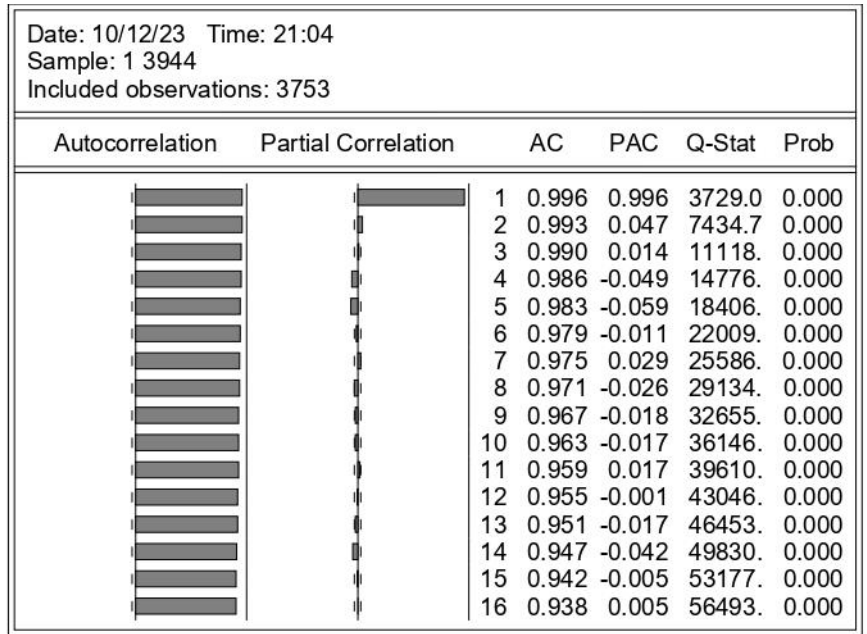 Date: 10/12/23 Time: 21:04
Sample: 1 3944
Included observations: 3753
Autocorrelation Partial Correlation AC PAC Q-Stat Prob
1 0.996 0.996 3729.0 0.000
2 0.993 0.047 7434.7 0.000
3 0.990 0.014 11118. 0.000
4 0.986 -0.049 14776. 0.000
5 0.983 -0.059 18406. 0.000
6 0.979 -0.011 22009. 0.000
7 0.975 0.029 25586. 0.000
8 0.971 -0.026 29134. 0.000
9 0.967 -0.018 32655. 0.000
10 0.963 -0.017 36146. 0.000
11 0.959 0.017 39610. 0.000
12 0.955 -0.001 43046. 0.000
13 0.951 -0.017 46453. 0.000
14 0.947 -0.042 49830. 0.000
15 0.942 -0.005 53177. 0.000
16 0.938 0.005 56493. 0.000